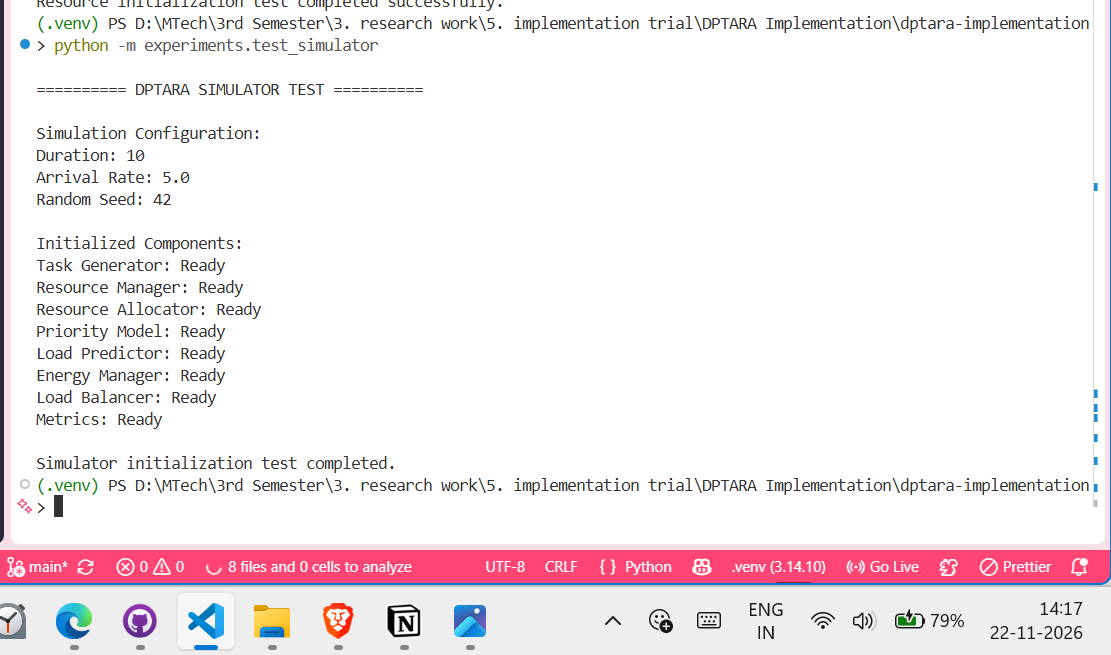 Resource initialization test completed successfully.
(.venv) PS D:\MTech\3rd Semester\3. research work\5. implementation trial\DPTARA Implementation\dptara-implementation
> python -m experiments.test_simulator
========== DPTARA SIMULATOR TEST ==========
Simulation Configuration:
Duration: 10
Arrival Rate: 5.0
Random Seed: 42
Initialized Components:
Task Generator: Ready
Resource Manager: Ready
Resource Allocator: Ready
Priority Model: Ready
Load Predictor: Ready
Energy Manager: Ready
Load Balancer: Ready
Metrics: Ready
Simulator initialization test completed.
(.venv) PS D:\MTech\3rd Semester\3. research work\5. implementation trial\DPTARA Implementation\dptara-implementation
>
main* 0 0 8 files and 0 cells to analyze UTF-8 CRLF { } Python .venv (3.14.10) Go Live Prettier
ENG 14:17
IN 79% 22-11-2026